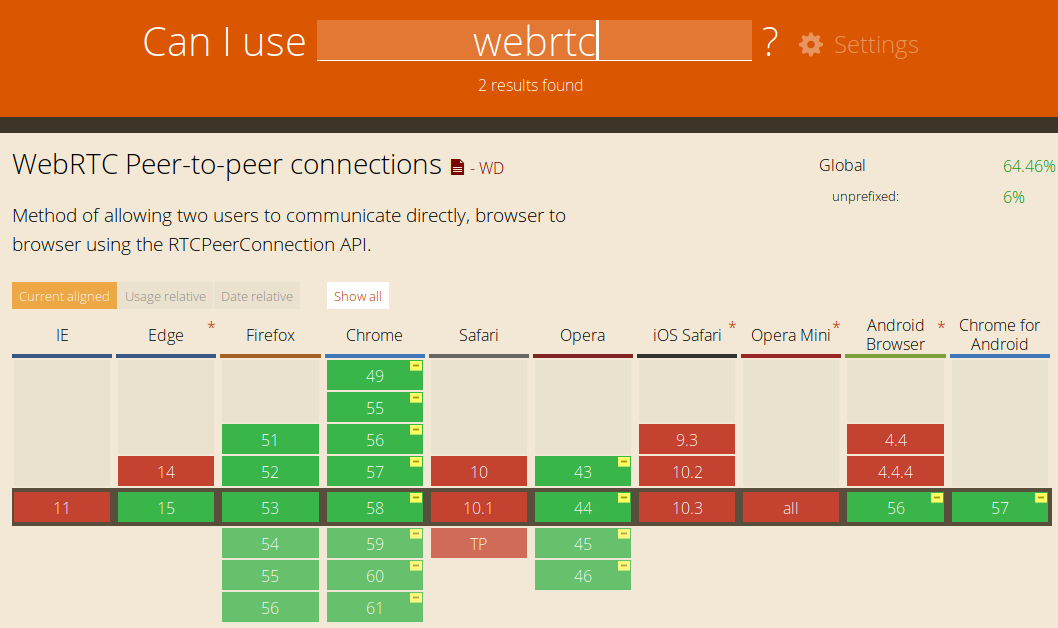 Can I use webrtc ? Settings
2 results found
WebRTC Peer-to-peer connections - WD
Global 64.46%
unprefixed: 6%
Method of allowing two users to communicate directly, browser to
browser using the RTCPeerConnection API.
Current aligned Usage relative Date relative Show all
IE Edge * Firefox Chrome Safari Opera iOS Safari * Opera Mini * Android Browser * Chrome for Android
49
55
51 56 9.3 4.4
14 52 57 10 43 10.2 4.4.4
11 15 53 58 10.1 44 10.3 all 56 57
54 59 TP 45
55 60 46
56 61